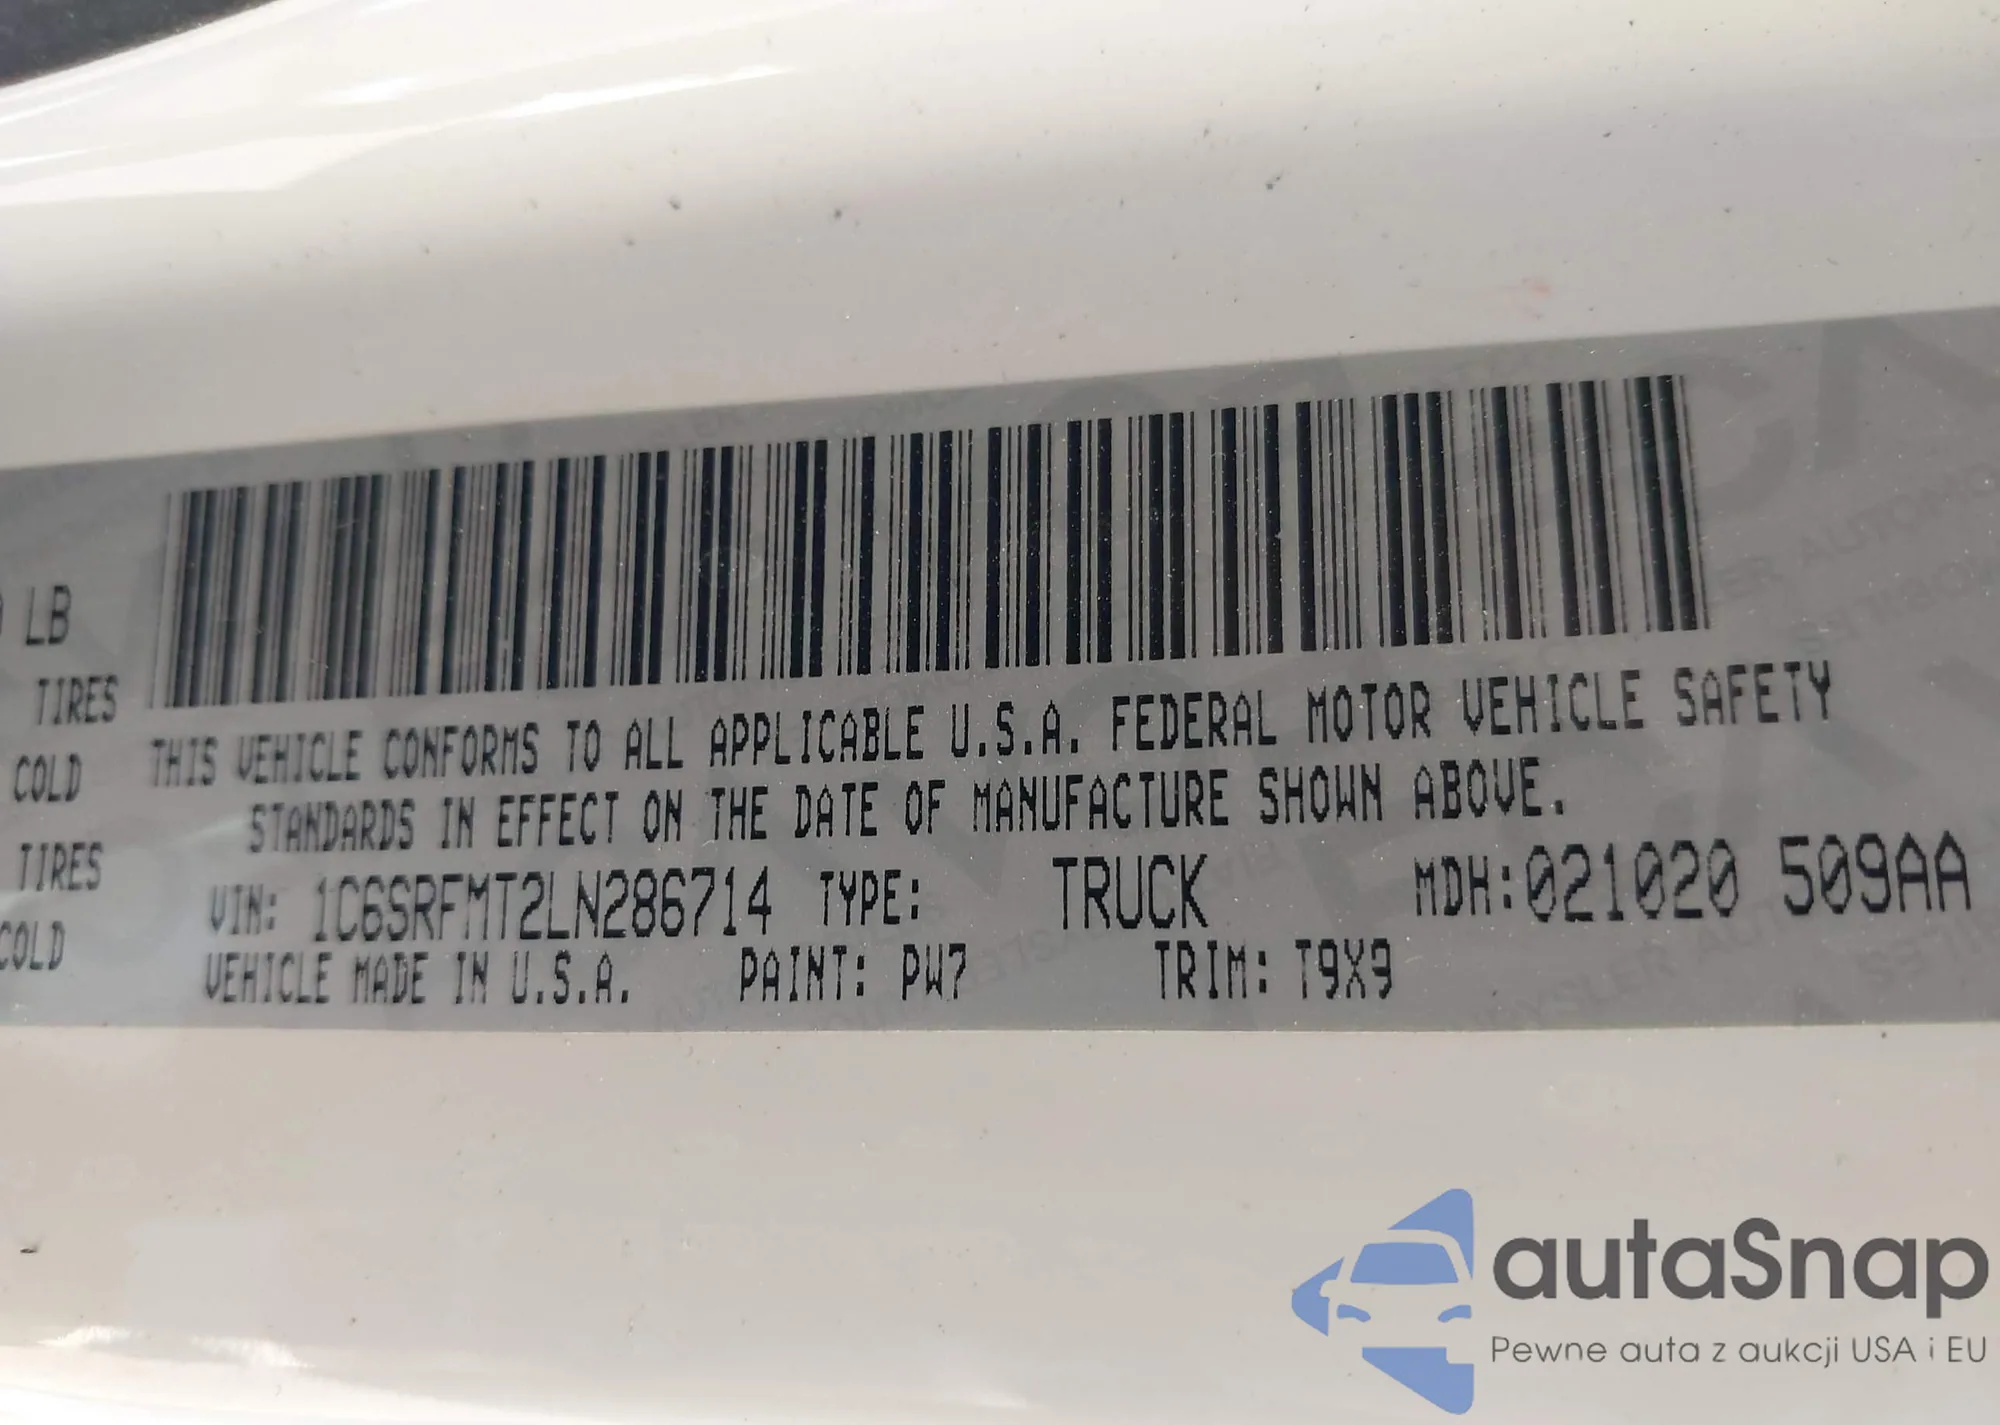 LB
TIRES
COLD
TIRES
COLD
THIS VEHICLE CONFORMS TO ALL APPLICABLE U.S.A. FEDERAL MOTOR VEHICLE SAFETY
STANDARDS IN EFFECT ON THE DATE OF MANUFACTURE SHOWN ABOVE.
VIN: 1C6SRFMT2LN286714 TYPE: TRUCK MDH:021020 509AA
VEHICLE MADE IN U.S.A. PAINT: PW7 TRIM: T9X9
autaSnap
Pewne auta z aukcji USA i EU